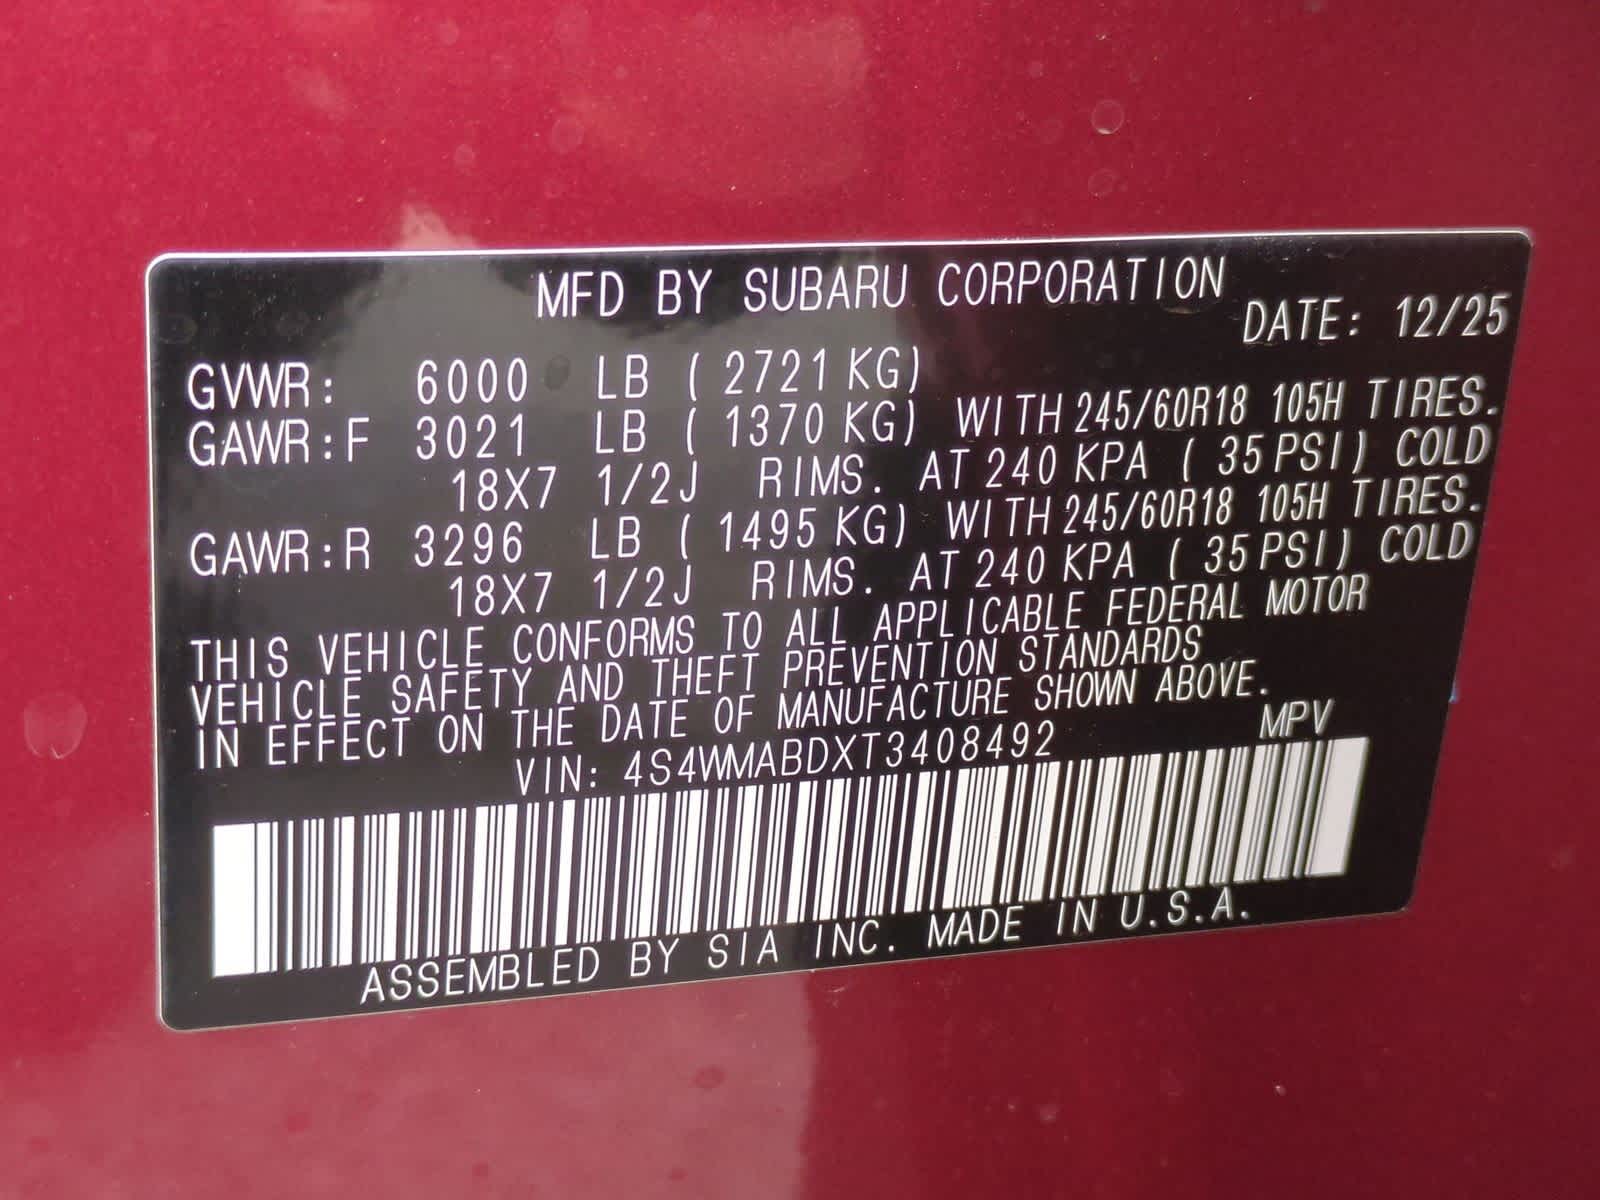 MFD BY SUBARU CORPORATION
DATE: 12/25
GVWR: 6000 LB ( 2721 KG)
GAWR:F 3021 LB ( 1370 KG) WITH 245/60R18 105H TIRES.
18X7 1/2J RIMS. AT 240 KPA ( 35 PSI) COLD
GAWR:R 3296 LB ( 1495 KG) WITH 245/60R18 105H TIRES.
18X7 1/2J RIMS. AT 240 KPA ( 35 PSI) COLD
THIS VEHICLE CONFORMS TO ALL APPLICABLE FEDERAL MOTOR
VEHICLE SAFETY AND THEFT PREVENTION STANDARDS
IN EFFECT ON THE DATE OF MANUFACTURE SHOWN ABOVE.
VIN: 4S4WMABDXT3408492 MPV
ASSEMBLED BY SIA INC. MADE IN U.S.A.